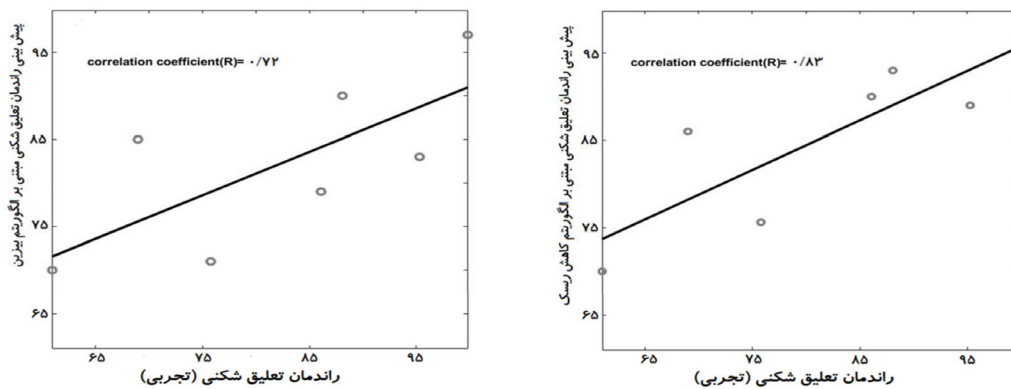 پیش بینی راندمان تعلیق شکنی مبتنی بر الگوریتم بیزین
correlation coefficient(R)= ۰/۷۲
۹۵
۸۵
۷۵
۶۵
۶۵ ۷۵ ۸۵ ۹۵
راندمان تعلیق شکنی (تجربی)
پیش بینی راندمان تعلیق شکنی مبتنی بر الگوریتم کاهش ریسک
correlation coefficient(R)= ۰/۸۳
۹۵
۸۵
۷۵
۶۵
۶۵ ۷۵ ۸۵ ۹۵
راندمان تعلیق شکنی (تجربی)